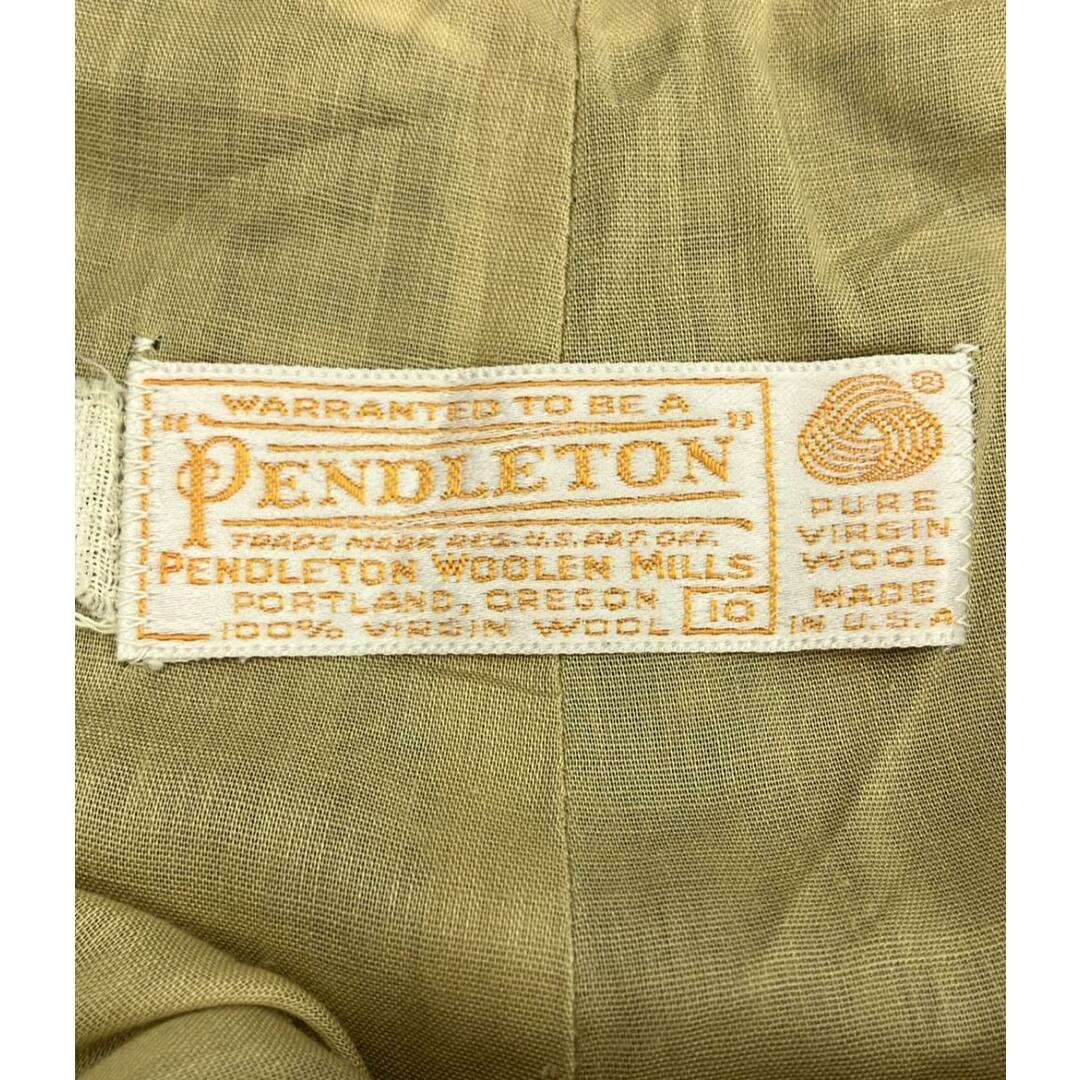 WARRANTED TO BE A
"PENDLETON"
TRADE MARK REG. U.S. PAT. OFF.
PENDLETON WOOLEN MILLS
PORTLAND, OREGON
100% VIRGIN WOOL
10
®
PURE
VIRGIN
WOOL
MADE
IN U.S.A